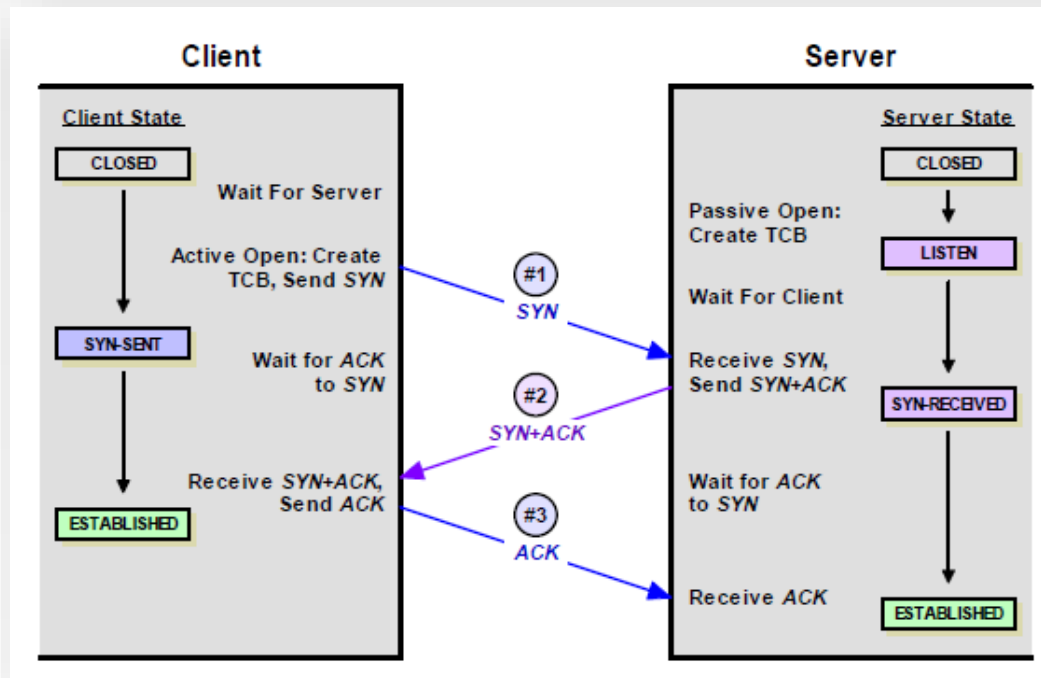 Client
Server
Client State
CLOSED
Wait For Server
Active Open: Create
TCB, Send SYN
SYN-SENT
Wait for ACK
to SYN
Receive SYN+ACK,
Send ACK
ESTABLISHED
#1
SYN
#2
SYN+ACK
#3
ACK
Server State
CLOSED
Passive Open:
Create TCB
LISTEN
Wait For Client
Receive SYN,
Send SYN+ACK
SYN-RECEIVED
Wait for ACK
to SYN
Receive ACK
ESTABLISHED